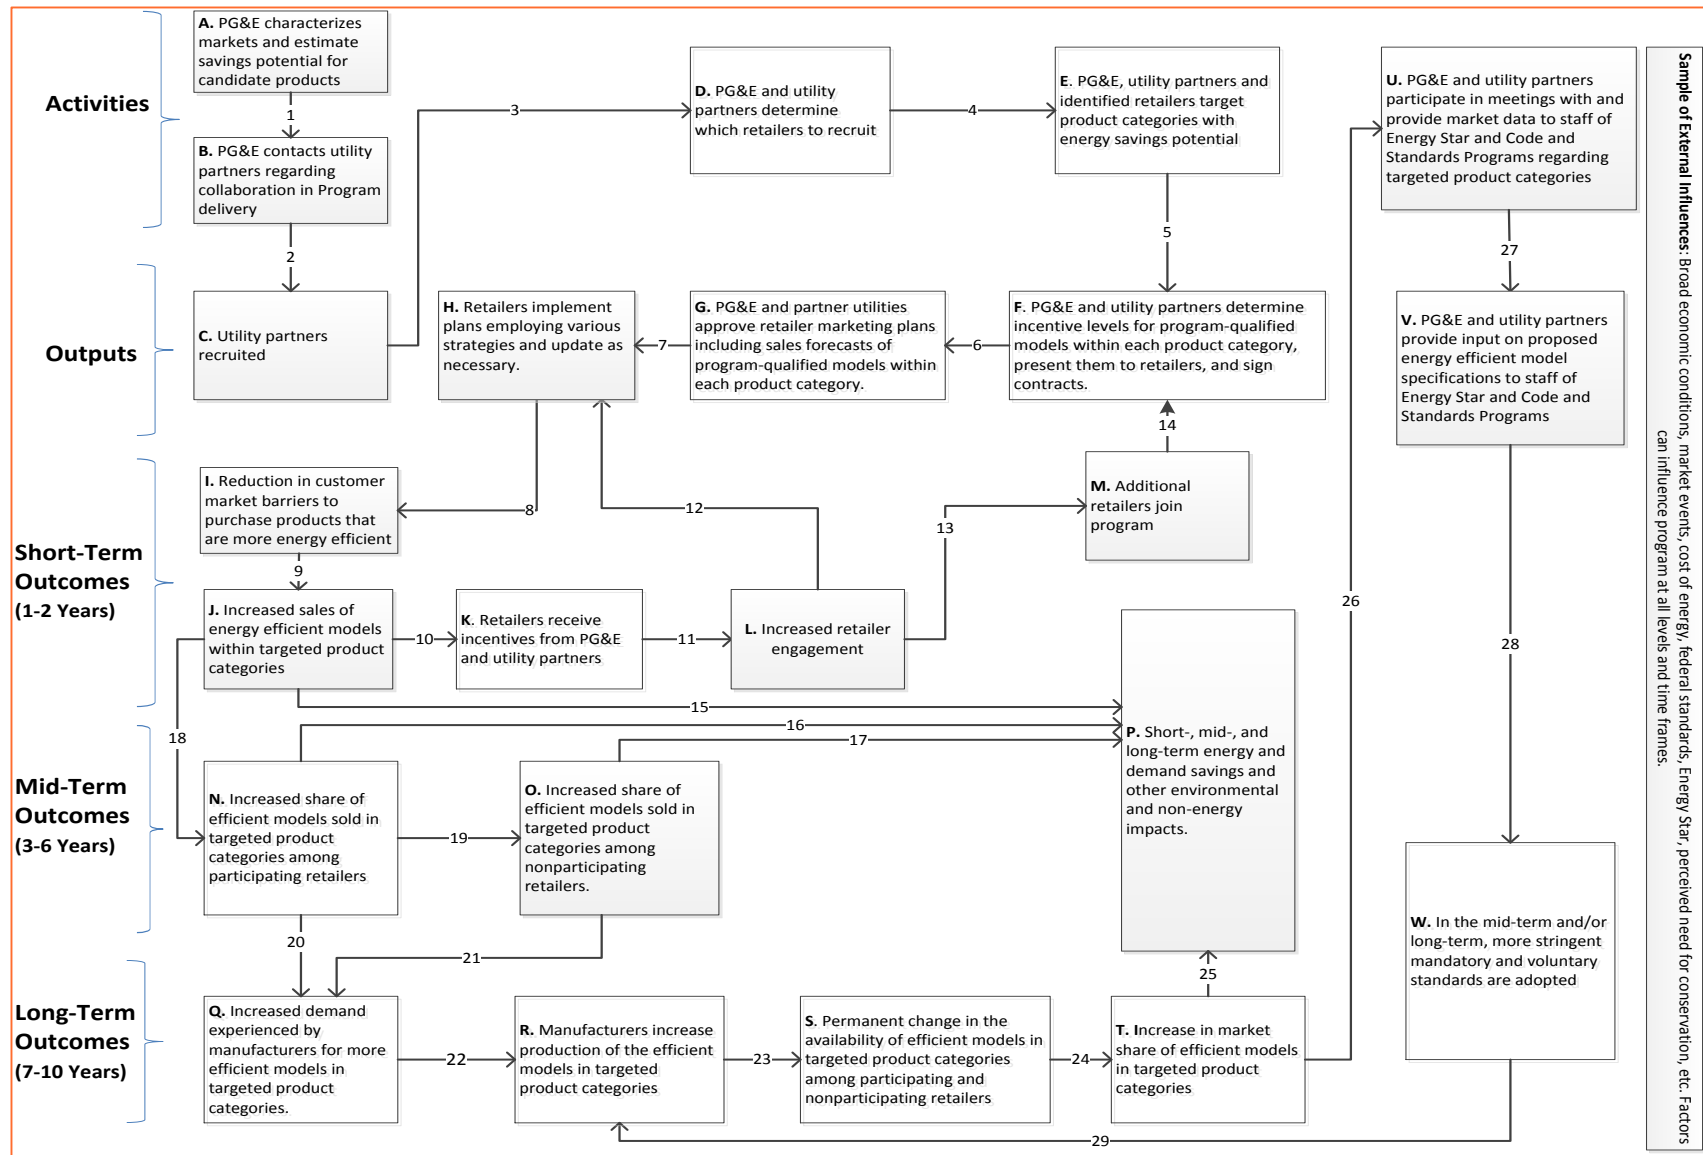 Activities
A. PG&E characterizes
markets and estimate
savings potential for
candidate products
1
B. PG&E contacts utility
partners regarding
collaboration in Program
delivery
2
3
D. PG&E and utility
partners determine
which retailers to recruit
4
E. PG&E, utility partners and
identified retailers target
product categories with
energy savings potential
5
U. PG&E and utility partners
participate in meetings with and
provide market data to staff of
Energy Star and Code and
Standards Programs regarding
targeted product categories
27
Outputs
C. Utility partners
recruited
H. Retailers implement
plans employing various
strategies and update as
necessary.
7
G. PG&E and partner utilities
approve retailer marketing plans
including sales forecasts of
program-qualified models within
each product category.
6
F. PG&E and utility partners determine
incentive levels for program-qualified
models within each product category,
present them to retailers, and sign
contracts.
14
V. PG&E and utility partners
provide input on proposed
energy efficient model
specifications to staff of
Energy Star and Code and
Standards Programs
28
Short-Term
Outcomes
(1-2 Years)
I. Reduction in customer
market barriers to
purchase products that
are more energy efficient
8
9
12
13
M. Additional
retailers join
program
J. Increased sales of
energy efficient models
within targeted product
categories
10
K. Retailers receive
incentives from PG&E
and utility partners
11
L. Increased retailer
engagement
26
15
16
17
18
Mid-Term
Outcomes
(3-6 Years)
N. Increased share of
efficient models sold in
targeted product
categories among
participating retailers
19
O. Increased share of
efficient models sold in
targeted product
categories among
nonparticipating
retailers.
P. Short-, mid-, and
long-term energy and
demand savings and
other environmental
and non-energy
impacts.
W. In the mid-term and/or
long-term, more stringent
mandatory and voluntary
standards are adopted
20
21
25
Long-Term
Outcomes
(7-10 Years)
Q. Increased demand
experienced by
manufacturers for more
efficient models in
targeted product
categories.
22
R. Manufacturers increase
production of the efficient
models in targeted
product categories
23
S. Permanent change in the
availability of efficient models in
targeted product categories
among participating and
nonparticipating retailers
24
T. Increase in market
share of efficient models
in targeted product
categories
29
Sample of External Influences: Broad economic conditions, market events, cost of energy, federal standards, Energy Star, perceived need for conservation, etc. Factors
can influence program at all levels and time frames.